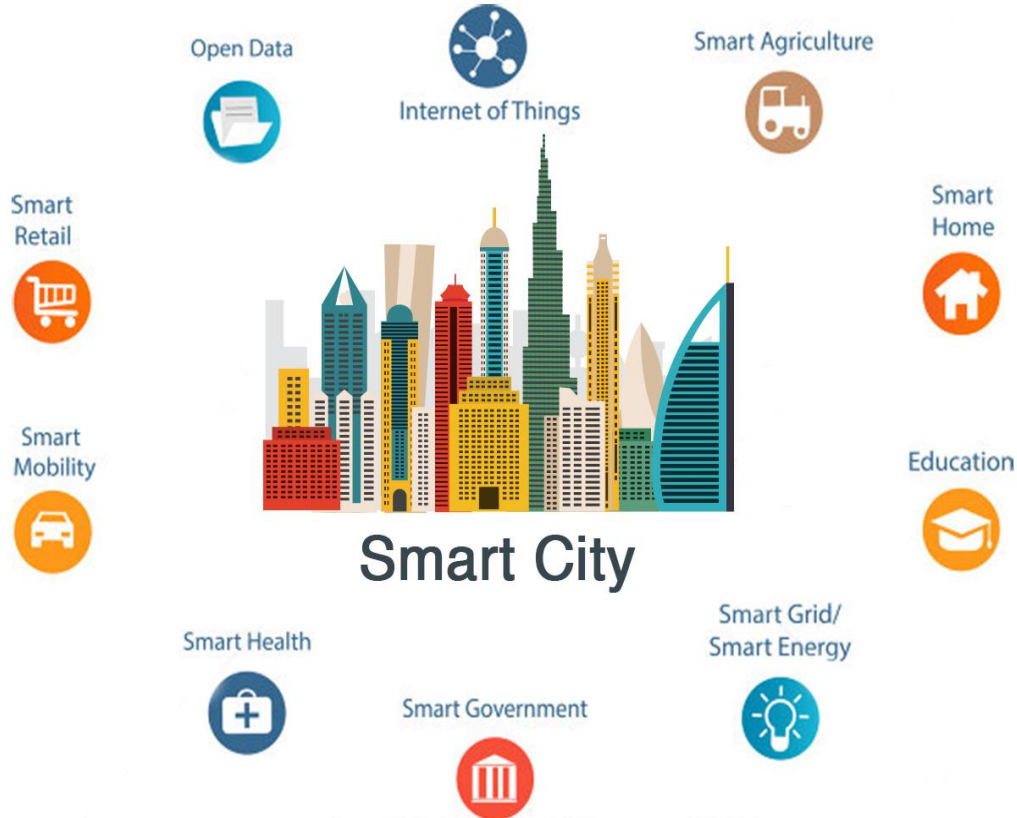 Open Data
Internet of Things
Smart Agriculture
Smart
Retail
Smart
Home
Smart
Mobility
Education
Smart City
Smart Health
Smart Government
Smart Grid/
Smart Energy